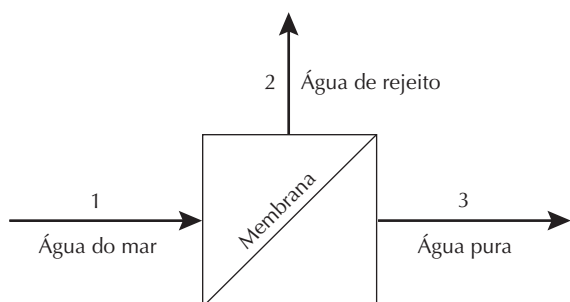 2 Água de rejeito
1
Água do mar
Membrana
3
Água pura